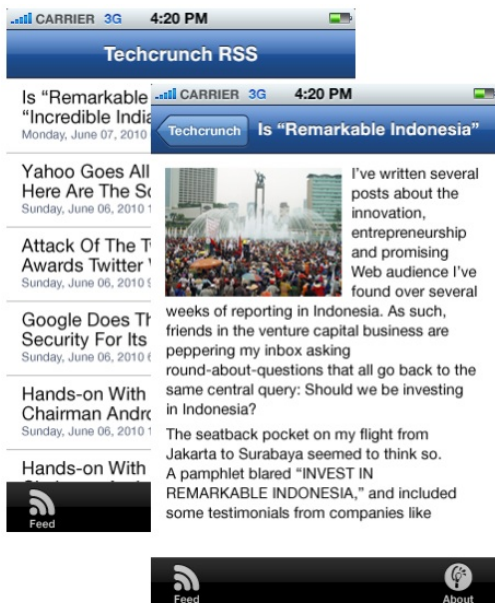 CARRIER 3G 4:20 PM
Techcrunch RSS
Is “Remarkable
“Incredible India
Monday, June 07, 2010
Yahoo Goes All
Here Are The
Sunday, June 06, 2010
Attack Of The
Awards Twitter
Sunday, June 06, 2010
Google Does
Security For Its
Sunday, June 06, 2010
Hands-on With
Chairman
Sunday, June 06, 2010
Hands-on With
Feed
CARRIER 3G 4:20 PM
Techcrunch Is “Remarkable Indonesia”
I’ve written several
posts about the
innovation,
entrepreneurship
and promising
Web audience I’ve
found over several
weeks of reporting in Indonesia. As such,
friends in the venture capital business are
peppering my inbox asking
round-about-questions that all go back to the
same central query: Should we be investing
in Indonesia?
The seatback pocket on my flight from
Jakarta to Surabaya seemed to think so.
A pamphlet blared “INVEST IN
REMARKABLE INDONESIA,” and included
some testimonials from companies like
Feed About